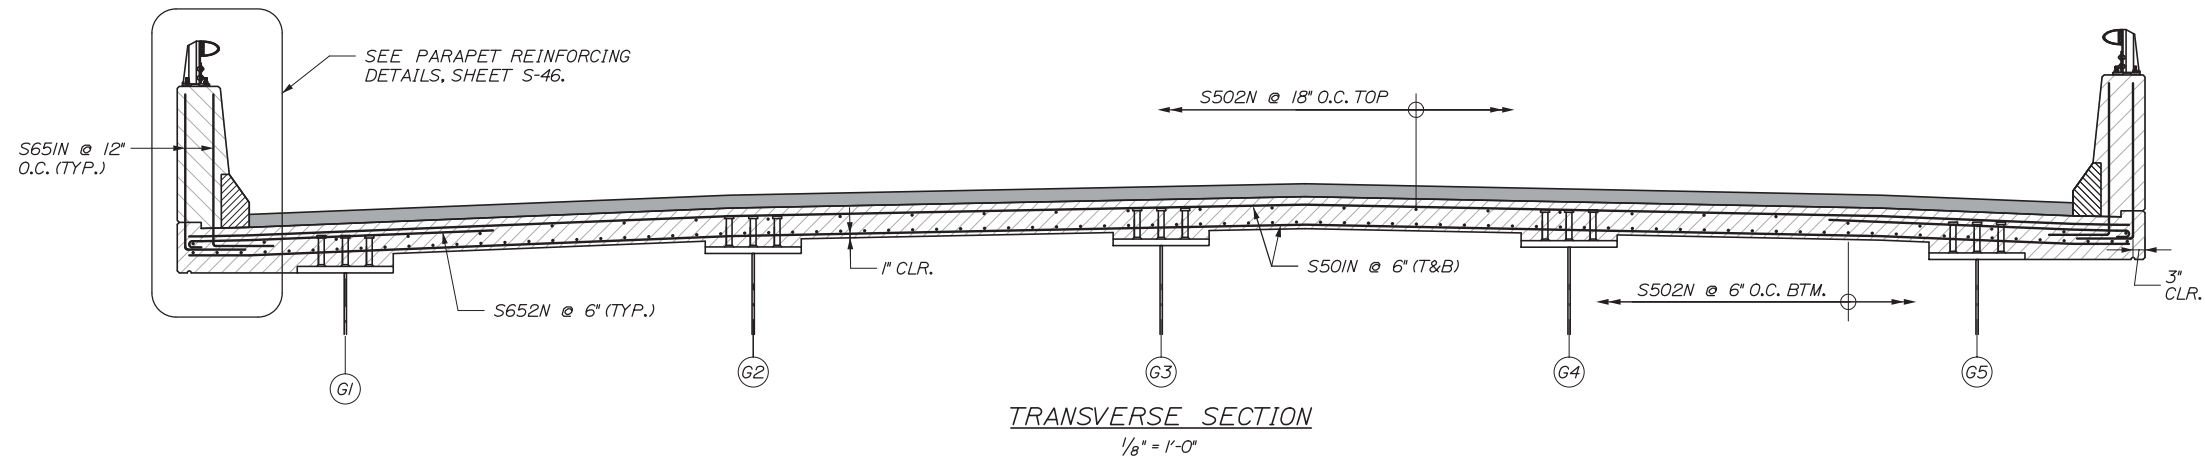 SEE PARAPET REINFORCING
DETAILS, SHEET S-46.
S651N @ 12"
O.C. (TYP.)
S502N @ 18" O.C. TOP
1" CLR.
S652N @ 6" (TYP.)
S501N @ 6" (T&B)
S502N @ 6" O.C. BTM.
3"
CLR.
G1
G2
G3
G4
G5
TRANSVERSE SECTION
1/8" = 1'-0"